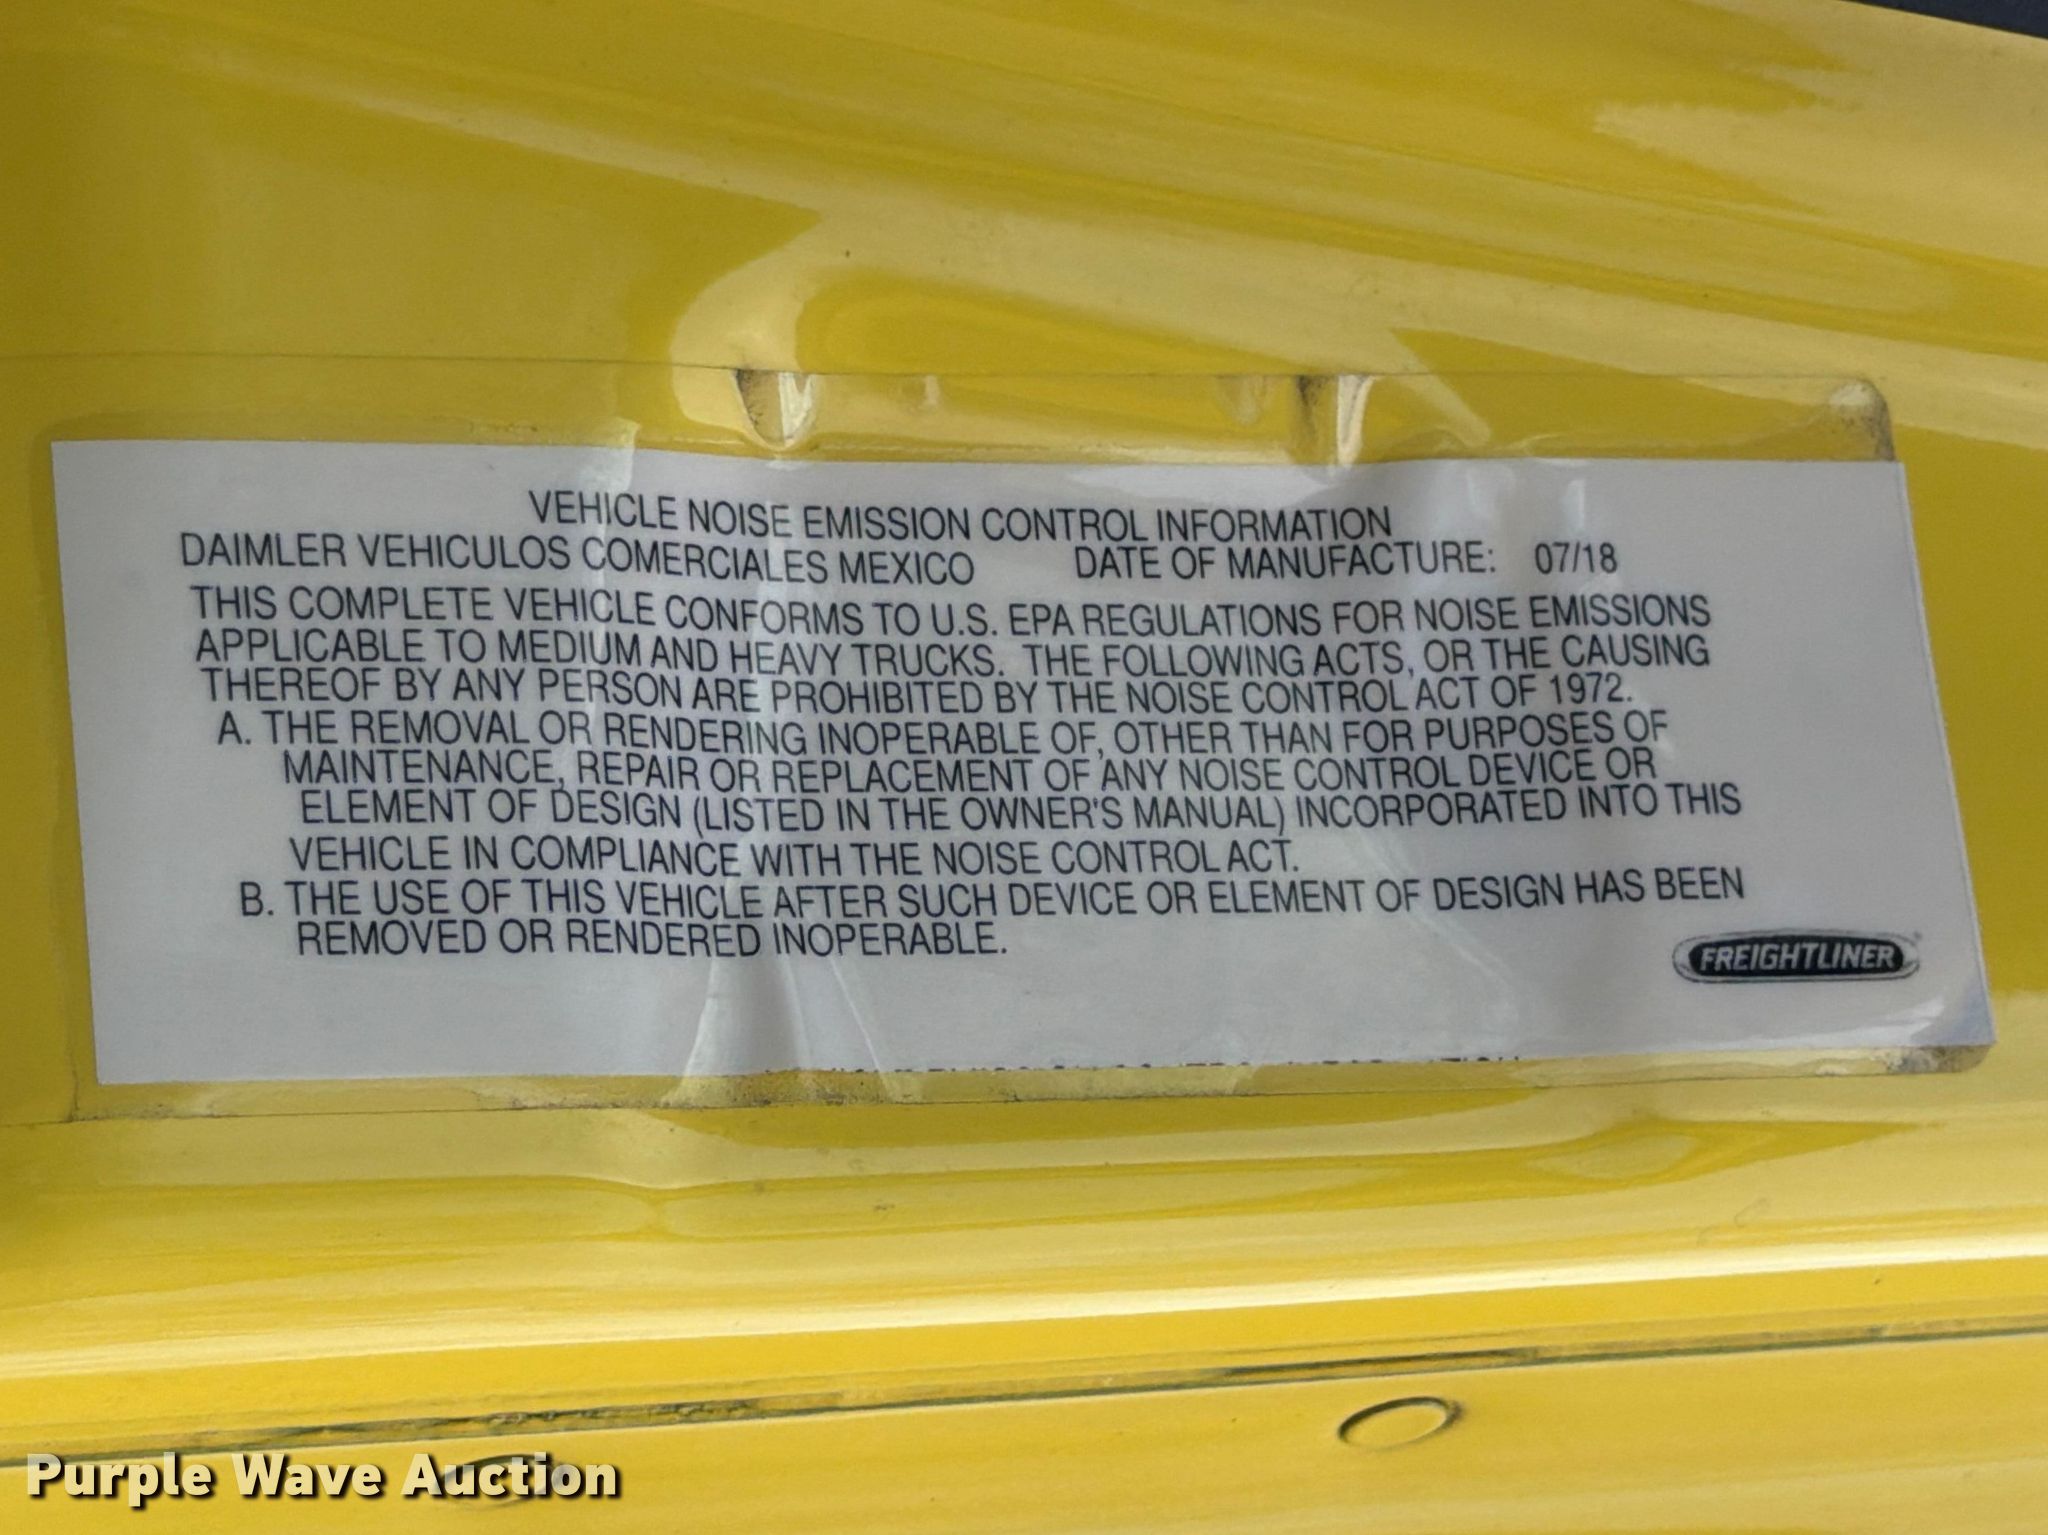 VEHICLE NOISE EMISSION CONTROL INFORMATION
DAIMLER VEHICULOS COMERCIALES MEXICO DATE OF MANUFACTURE: 07/18
THIS COMPLETE VEHICLE CONFORMS TO U.S. EPA REGULATIONS FOR NOISE EMISSIONS
APPLICABLE TO MEDIUM AND HEAVY TRUCKS. THE FOLLOWING ACTS, OR THE CAUSING
THEREOF BY ANY PERSON ARE PROHIBITED BY THE NOISE CONTROL ACT OF 1972.
A. THE REMOVAL OR RENDERING INOPERABLE OF, OTHER THAN FOR PURPOSES OF
MAINTENANCE, REPAIR OR REPLACEMENT OF ANY NOISE CONTROL DEVICE OR
ELEMENT OF DESIGN (LISTED IN THE OWNER'S MANUAL) INCORPORATED INTO THIS
VEHICLE IN COMPLIANCE WITH THE NOISE CONTROL ACT.
B. THE USE OF THIS VEHICLE AFTER SUCH DEVICE OR ELEMENT OF DESIGN HAS BEEN
REMOVED OR RENDERED INOPERABLE.
FREIGHTLINER
Purple Wave Auction